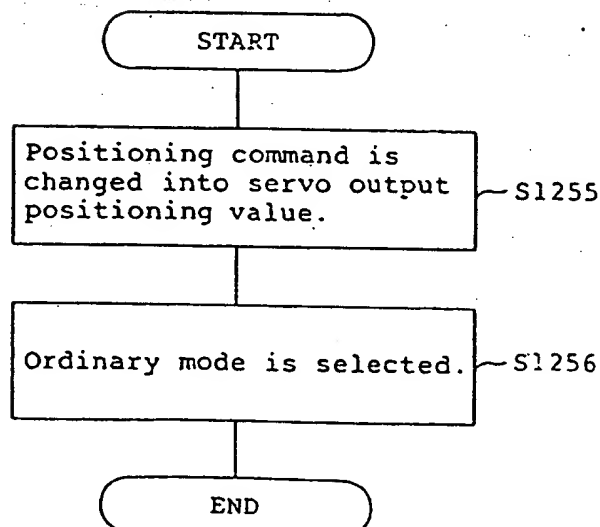 START
Positioning command is
changed into servo output
positioning value.
S1255
Ordinary mode is selected.
S1256
END